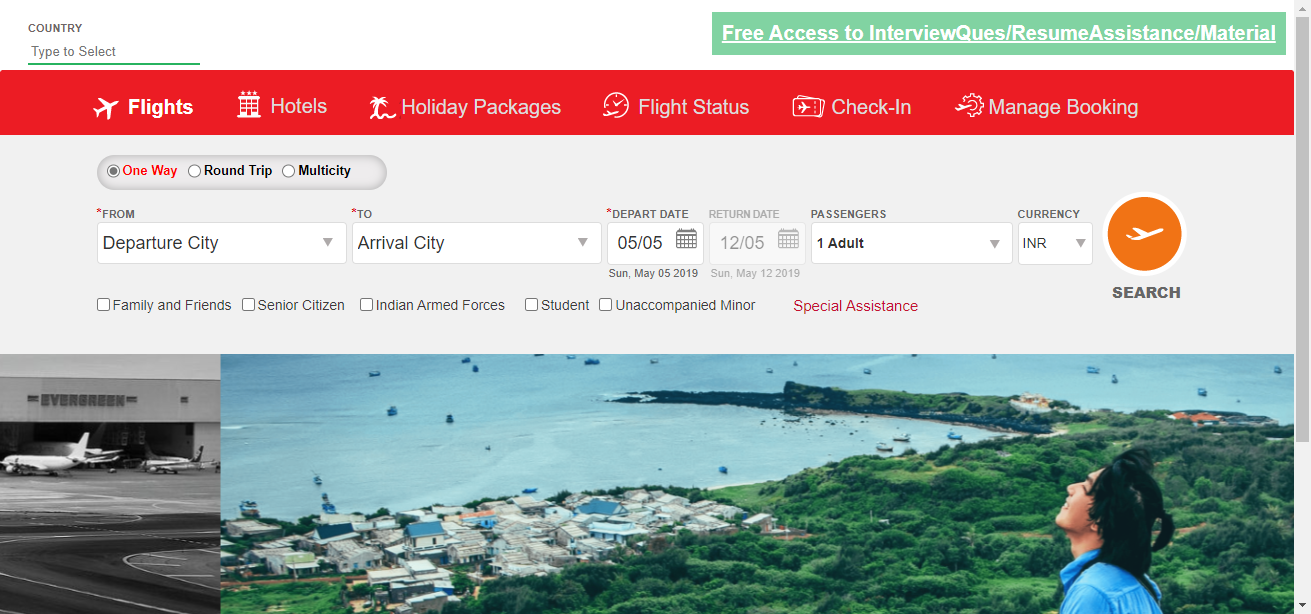 COUNTRY
Type to Select
Free Access to InterviewQues/ResumeAssistance/Material
Flights Hotels Holiday Packages Flight Status Check-In Manage Booking
One Way Round Trip Multicity
*FROM *TO *DEPART DATE RETURN DATE PASSENGERS CURRENCY
Departure City Arrival City 05/05 12/05 1 Adult INR
Sun, May 05 2019 Sun, May 12 2019
SEARCH
Family and Friends Senior Citizen Indian Armed Forces Student Unaccompanied Minor Special Assistance
EVERGREEN